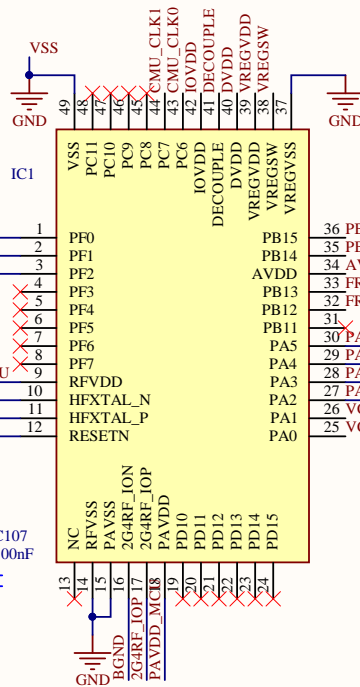 VSS
CMU_CLK1
CMU_CLK0
IOVDD
DECOUPLE
DVDD
VREGVDD
VREGSW
GND
GND
49
48
47
46
45
44
43
42
41
40
39
38
37
IC1
VSS
PC11
PC10
PC9
PC8
PC7
PC6
IOVDD
DECOUPLE
DVDD
VREGVDD
VREGSW
VREGVSS
1 PF0
2 PF1
3 PF2
4 PF3
5 PF4
6 PF5
7 PF6
8 PF7
9 RFVDD
10 HFXTAL_N
11 HFXTAL_P
12 RESETN
PB15 36
PB14 35
AVDD 34
PB13 33
PB12 32
PB11 31
PA5 30
PA4 29
PA3 28
PA2 27
PA1 26
PA0 25
NC
RFVSS
PAVSS
2G4RF_ION
2G4RF_IOP
PAVDD
PD10
PD11
PD12
PD13
PD14
PD15
13
14
15
16
17
18
19
20
21
22
23
24
C107
00nF
GND
BGND
2G4RF_IOP